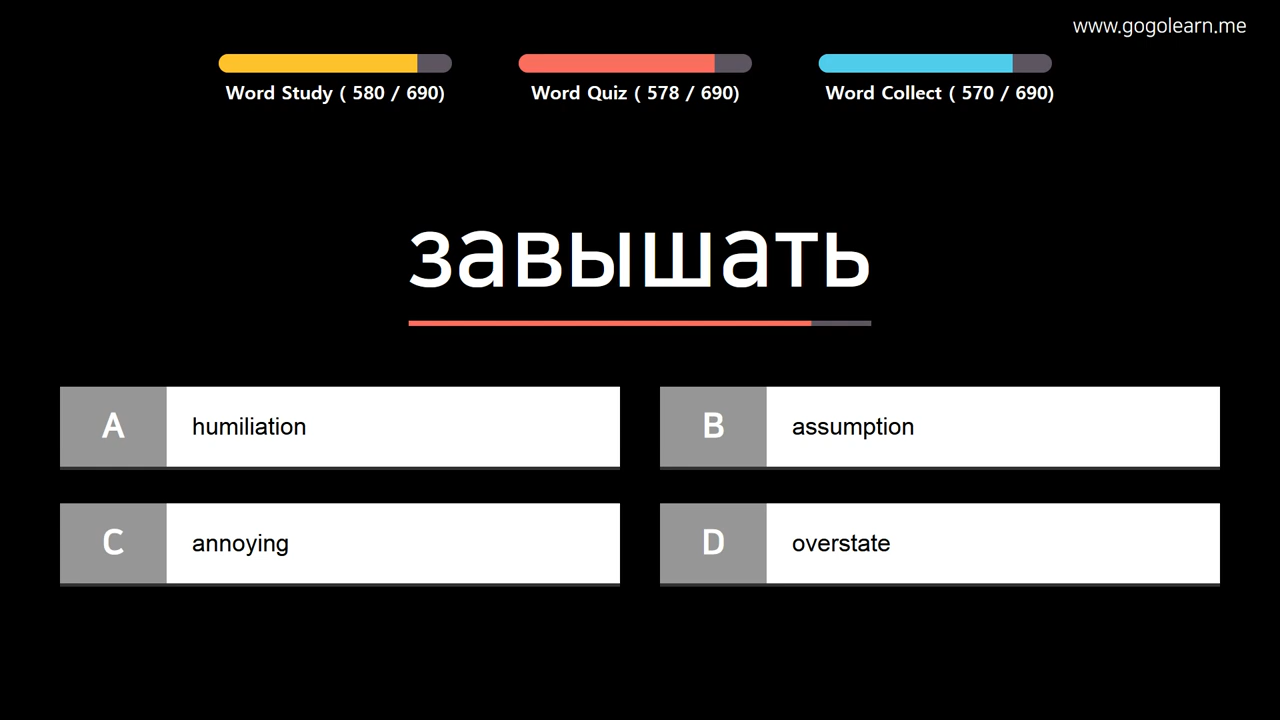 www.gogolearn.me
Word Study ( 580 / 690)
Word Quiz ( 578 / 690)
Word Collect ( 570 / 690)
завышать
A humiliation
B assumption
C annoying
D overstate